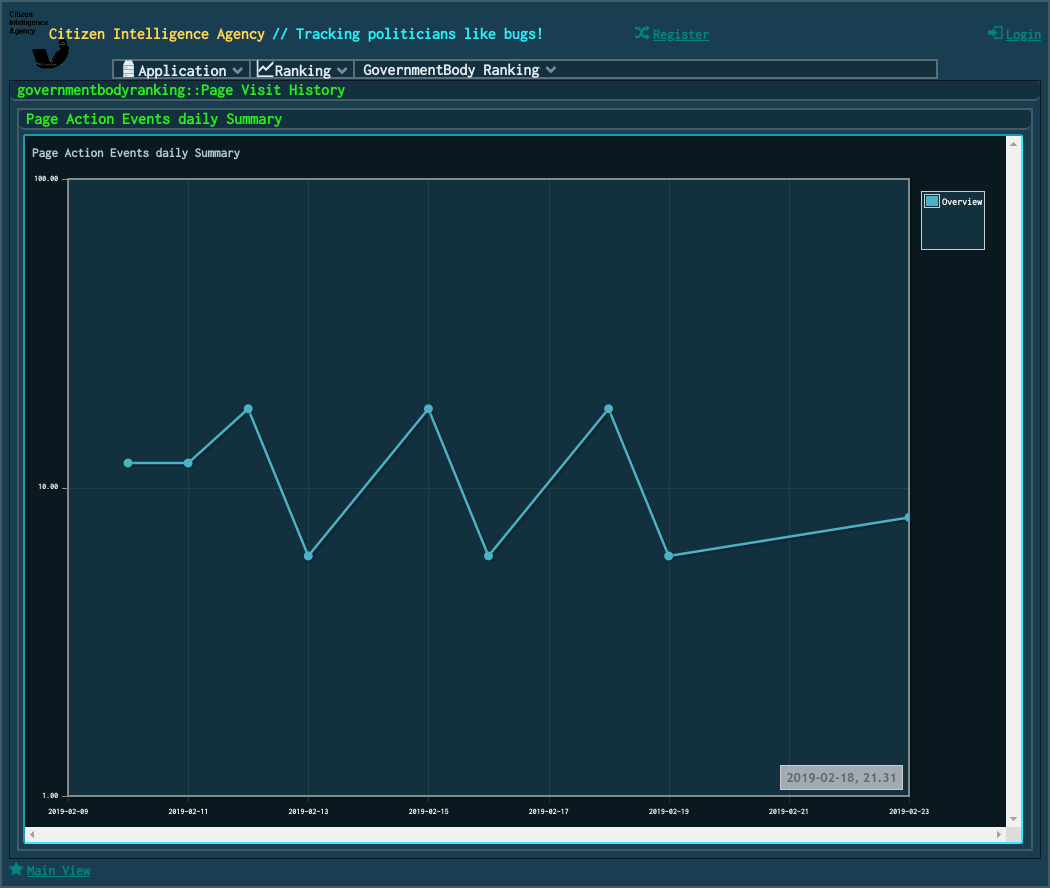 Citizen
Intelligence
Agency
Citizen Intelligence Agency // Tracking politicians like bugs!
Register
Login
Application
Ranking
GovernmentBody Ranking
governmentbodyranking::Page Visit History
Page Action Events daily Summary
Page Action Events daily Summary
100.00
Overview
10.00
2019-02-18, 21.31
1.00
2019-02-09
2019-02-11
2019-02-13
2019-02-15
2019-02-17
2019-02-19
2019-02-21
2019-02-23
Main View